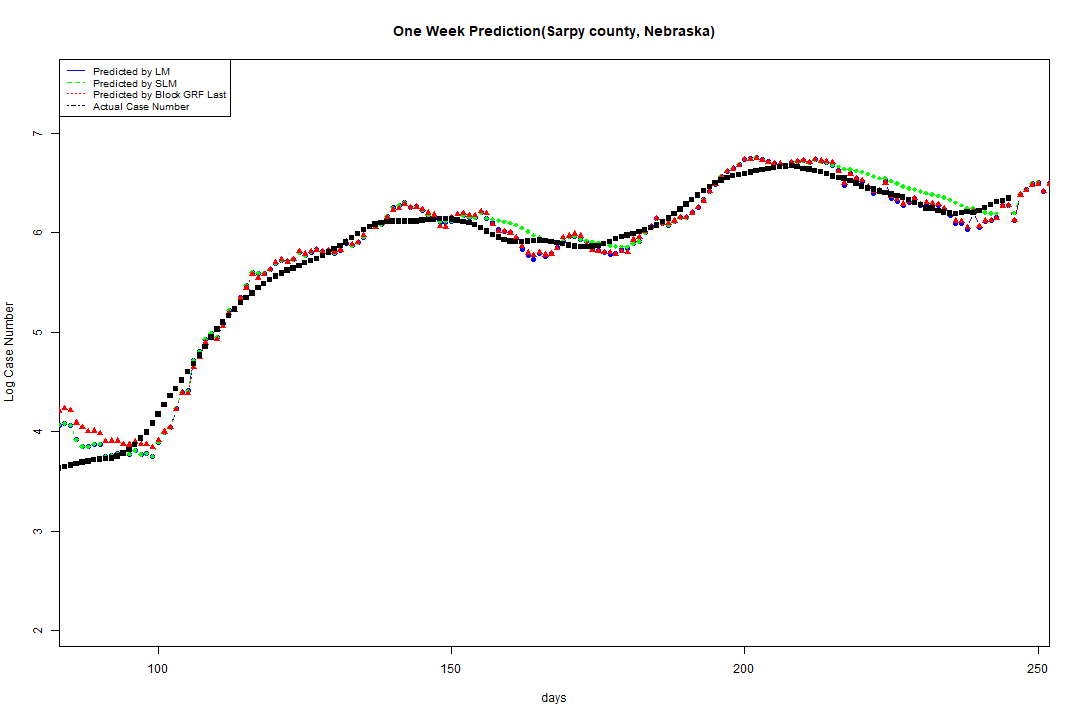 One Week Prediction(Sarpy county, Nebraska)
Predicted by LM
Predicted by SLM
Predicted by Block GRF Last
Actual Case Number
7
6
5
4
3
2
Log Case Number
100 150 200 250
days